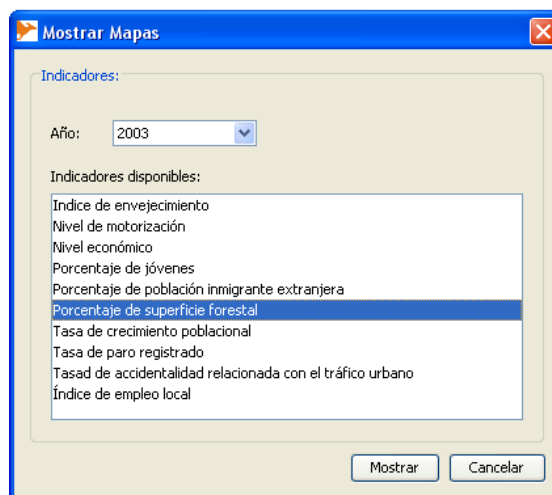 Mostrar Mapas
Indicadores:
Año: 2003
Indicadores disponibles:
Indice de envejecimiento
Nivel de motorización
Nivel económico
Porcentaje de jóvenes
Porcentaje de población inmigrante extranjera
Porcentaje de superficie forestal
Tasa de crecimiento poblacional
Tasa de paro registrado
Tasad de accidentalidad relacionada con el tráfico urbano
Índice de empleo local
Mostrar Cancelar